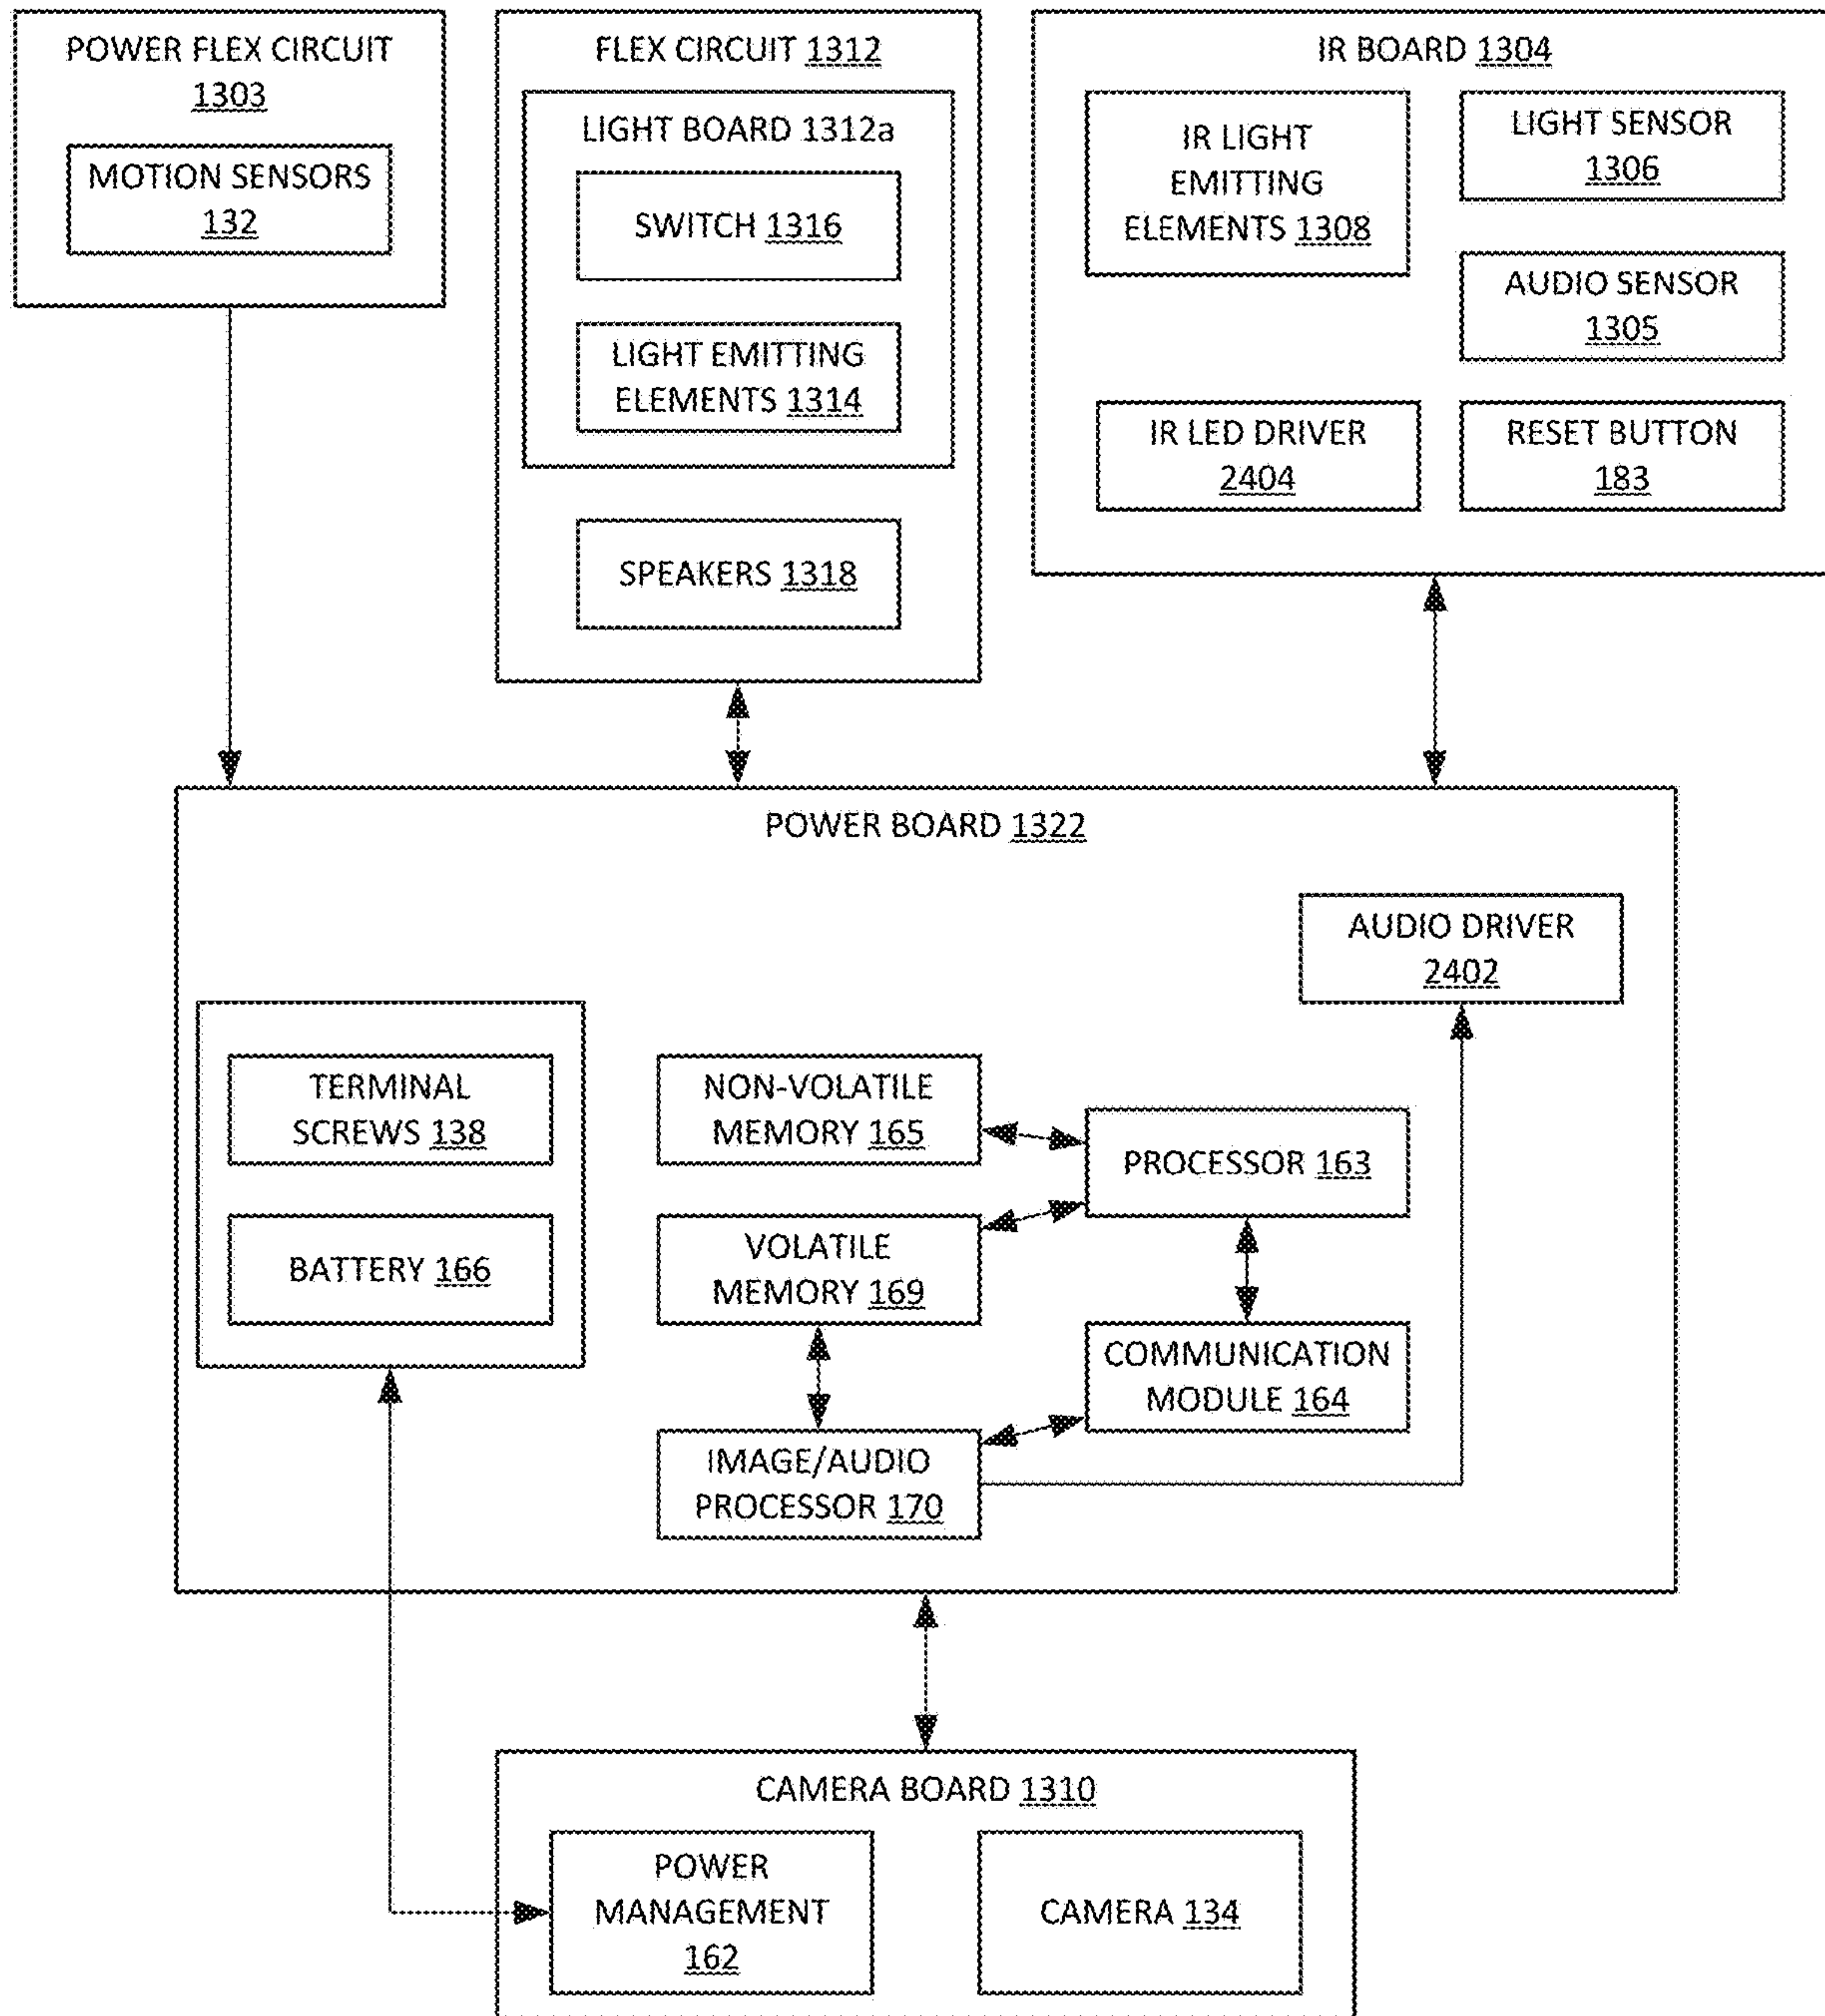 POWER FLEX CIRCUIT
1303
MOTION SENSORS
132
FLEX CIRCUIT 1312
LIGHT BOARD 1312a
SWITCH 1316
LIGHT EMITTING
ELEMENTS 1314
SPEAKERS 1318
IR BOARD 1304
IR LIGHT
EMITTING
ELEMENTS 1308
LIGHT SENSOR
1306
AUDIO SENSOR
1305
IR LED DRIVER
2404
RESET BUTTON
183
POWER BOARD 1322
AUDIO DRIVER
2402
TERMINAL
SCREWS 138
BATTERY 166
NON-VOLATILE
MEMORY 165
PROCESSOR 163
VOLATILE
MEMORY 169
COMMUNICATION
MODULE 164
IMAGE/AUDIO
PROCESSOR 170
CAMERA BOARD 1310
POWER
MANAGEMENT
162
CAMERA 134